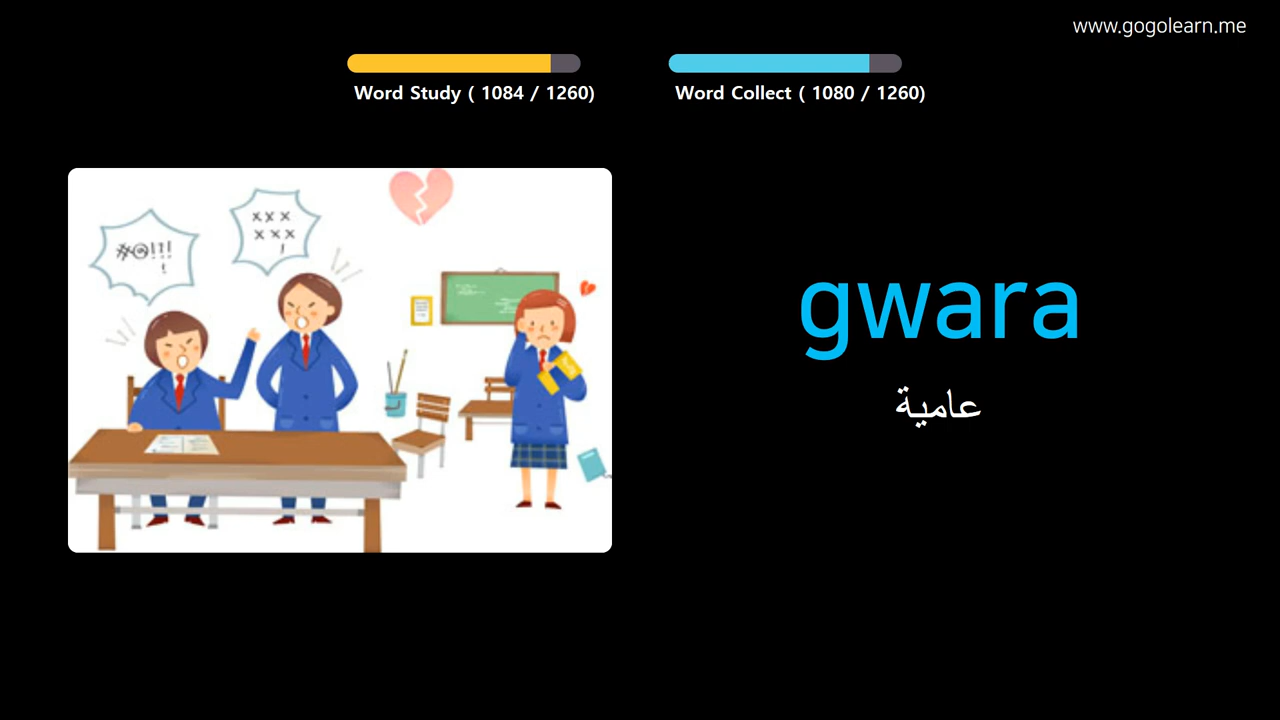 www.gogolearn.me
Word Study ( 1084 / 1260)
Word Collect ( 1080 / 1260)
#@!?!
!
x x x
x x x
!
gwara
عامية